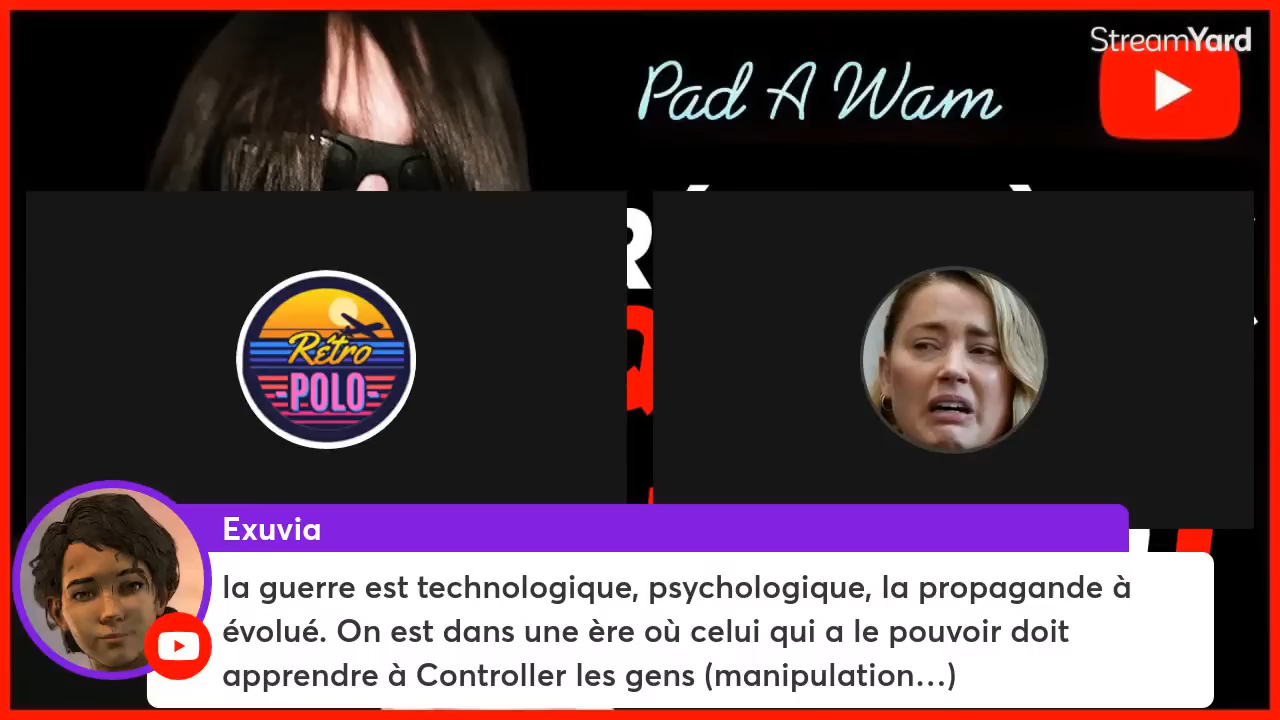 StreamYard
Pad A Wam
R
Rétro
POLO
Exuvia
la guerre est technologique, psychologique, la propagande à
évolué. On est dans une ère où celui qui a le pouvoir doit
apprendre à Controller les gens (manipulation...)